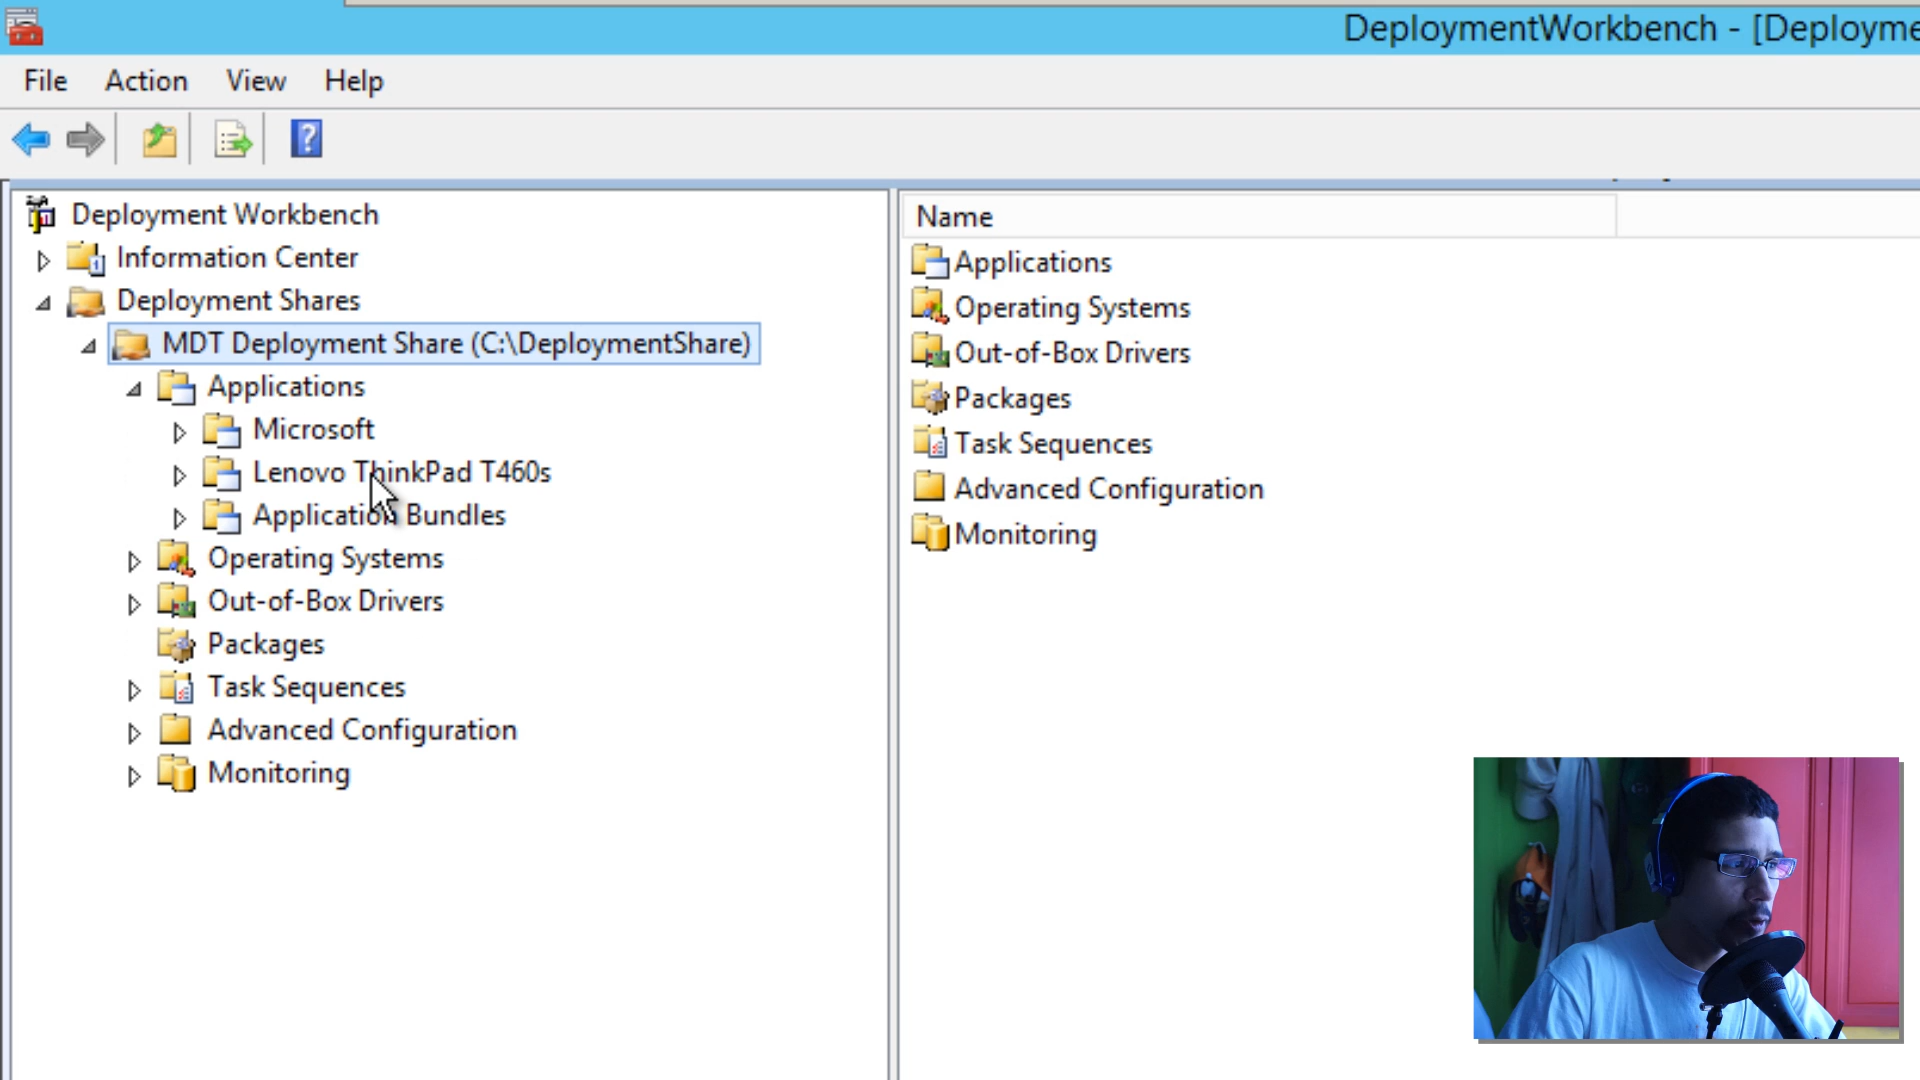 DeploymentWorkbench - [Deployme
File Action View Help
Deployment Workbench
Information Center
Deployment Shares
MDT Deployment Share (C:\DeploymentShare)
Applications
Microsoft
Lenovo ThinkPad T460s
Application Bundles
Operating Systems
Out-of-Box Drivers
Packages
Task Sequences
Advanced Configuration
Monitoring
Name
Applications
Operating Systems
Out-of-Box Drivers
Packages
Task Sequences
Advanced Configuration
Monitoring